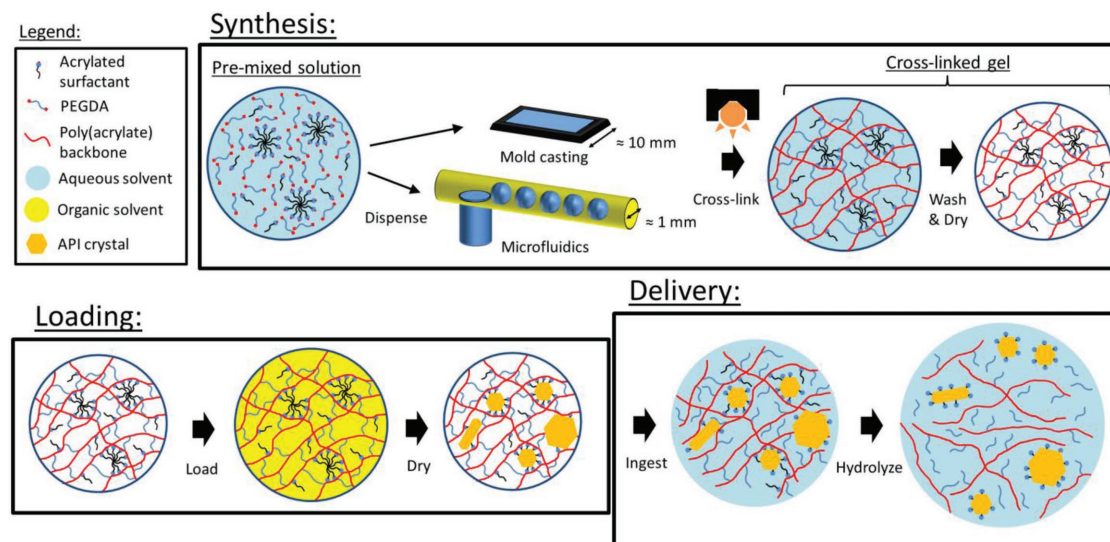 Legend:
Acrylated
surfactant
PEGDA
Poly(acrylate)
backbone
Aqueous solvent
Organic solvent
API crystal
Synthesis:
Pre-mixed solution
Dispense
Mold casting
≈ 10 mm
Microfluidics
≈ 1 mm
Cross-link
Cross-linked gel
Wash
& Dry
Loading:
Load
Dry
Delivery:
Ingest
Hydrolyze